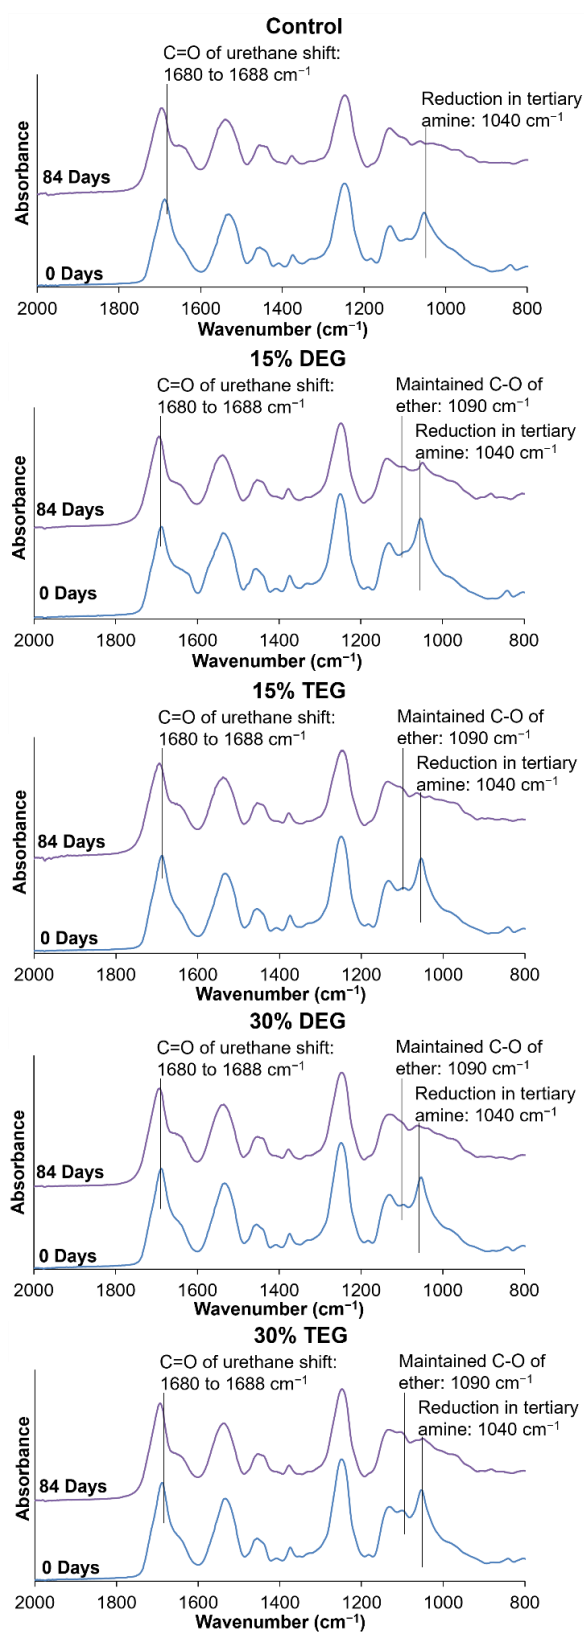 Control
C=O of urethane shift:
1680 to 1688 cm⁻¹
Reduction in tertiary
amine: 1040 cm⁻¹
84 Days
0 Days
Absorbance
2000 1800 1600 1400 1200 1000 800
Wavenumber (cm⁻¹)
15% DEG
C=O of urethane shift:
1680 to 1688 cm⁻¹
Maintained C-O of
ether: 1090 cm⁻¹
Reduction in tertiary
amine: 1040 cm⁻¹
84 Days
0 Days
Absorbance
2000 1800 1600 1400 1200 1000 800
Wavenumber (cm⁻¹)
15% TEG
C=O of urethane shift:
1680 to 1688 cm⁻¹
Maintained C-O of
ether: 1090 cm⁻¹
Reduction in tertiary
amine: 1040 cm⁻¹
84 Days
0 Days
Absorbance
2000 1800 1600 1400 1200 1000 800
Wavenumber (cm⁻¹)
30% DEG
C=O of urethane shift:
1680 to 1688 cm⁻¹
Maintained C-O of
ether: 1090 cm⁻¹
Reduction in tertiary
amine: 1040 cm⁻¹
84 Days
0 Days
Absorbance
2000 1800 1600 1400 1200 1000 800
Wavenumber (cm⁻¹)
30% TEG
C=O of urethane shift:
1680 to 1688 cm⁻¹
Maintained C-O of
ether: 1090 cm⁻¹
Reduction in tertiary
amine: 1040 cm⁻¹
84 Days
0 Days
Absorbance
2000 1800 1600 1400 1200 1000 800
Wavenumber (cm⁻¹)